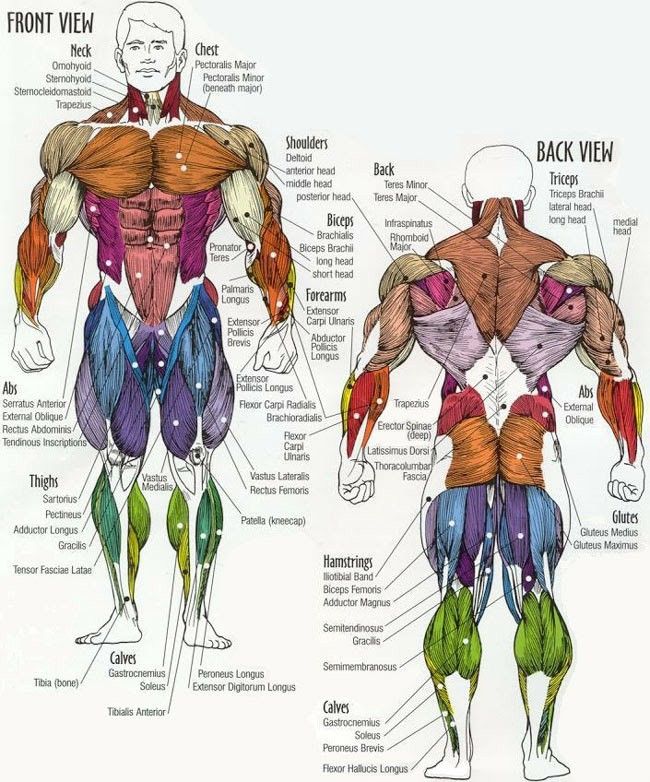 FRONT VIEW
Neck
Omohyoid
Sternohyoid
Sternocleidomastoid
Trapezius
Chest
Pectoralis Major
Pectoralis Minor
(beneath major)
Shoulders
Deltoid
anterior head
middle head
posterior head
Biceps
Brachialis
Biceps Brachii
long head
short head
Pronator
Teres
Palmaris
Longus
Forearms
Extensor
Carpi Ulnaris
Extensor
Pollicis
Brevis
Abductor
Pollicis
Longus
Extensor
Pollicis Longus
Flexor Carpi Radialis
Brachioradialis
Flexor
Carpi
Ulnaris
Abs
Serratus Anterior
External Oblique
Rectus Abdominis
Tendinous Inscriptions
Thighs
Sartorius
Pectineus
Adductor Longus
Gracilis
Tensor Fasciae Latae
Vastus
Medialis
Vastus Lateralis
Rectus Femoris
Patella (kneecap)
Calves
Gastrocnemius
Soleus
Tibialis Anterior
Tibia (bone)
Peroneus Longus
Extensor Digitorum Longus
BACK VIEW
Back
Teres Minor
Teres Major
Infraspinatus
Rhomboid
Major
Triceps
Triceps Brachii
lateral head
long head
medial
head
Trapezius
Erector Spinae
(deep)
Latissimus Dorsi
Thoracolumbar
Fascia
Abs
External
Oblique
Glutes
Gluteus Medius
Gluteus Maximus
Hamstrings
Iliotibial Band
Biceps Femoris
Adductor Magnus
Semitendinosus
Gracilis
Semimembranosus
Calves
Gastrocnemius
Soleus
Peroneus Brevis
Flexor Hallucis Longus